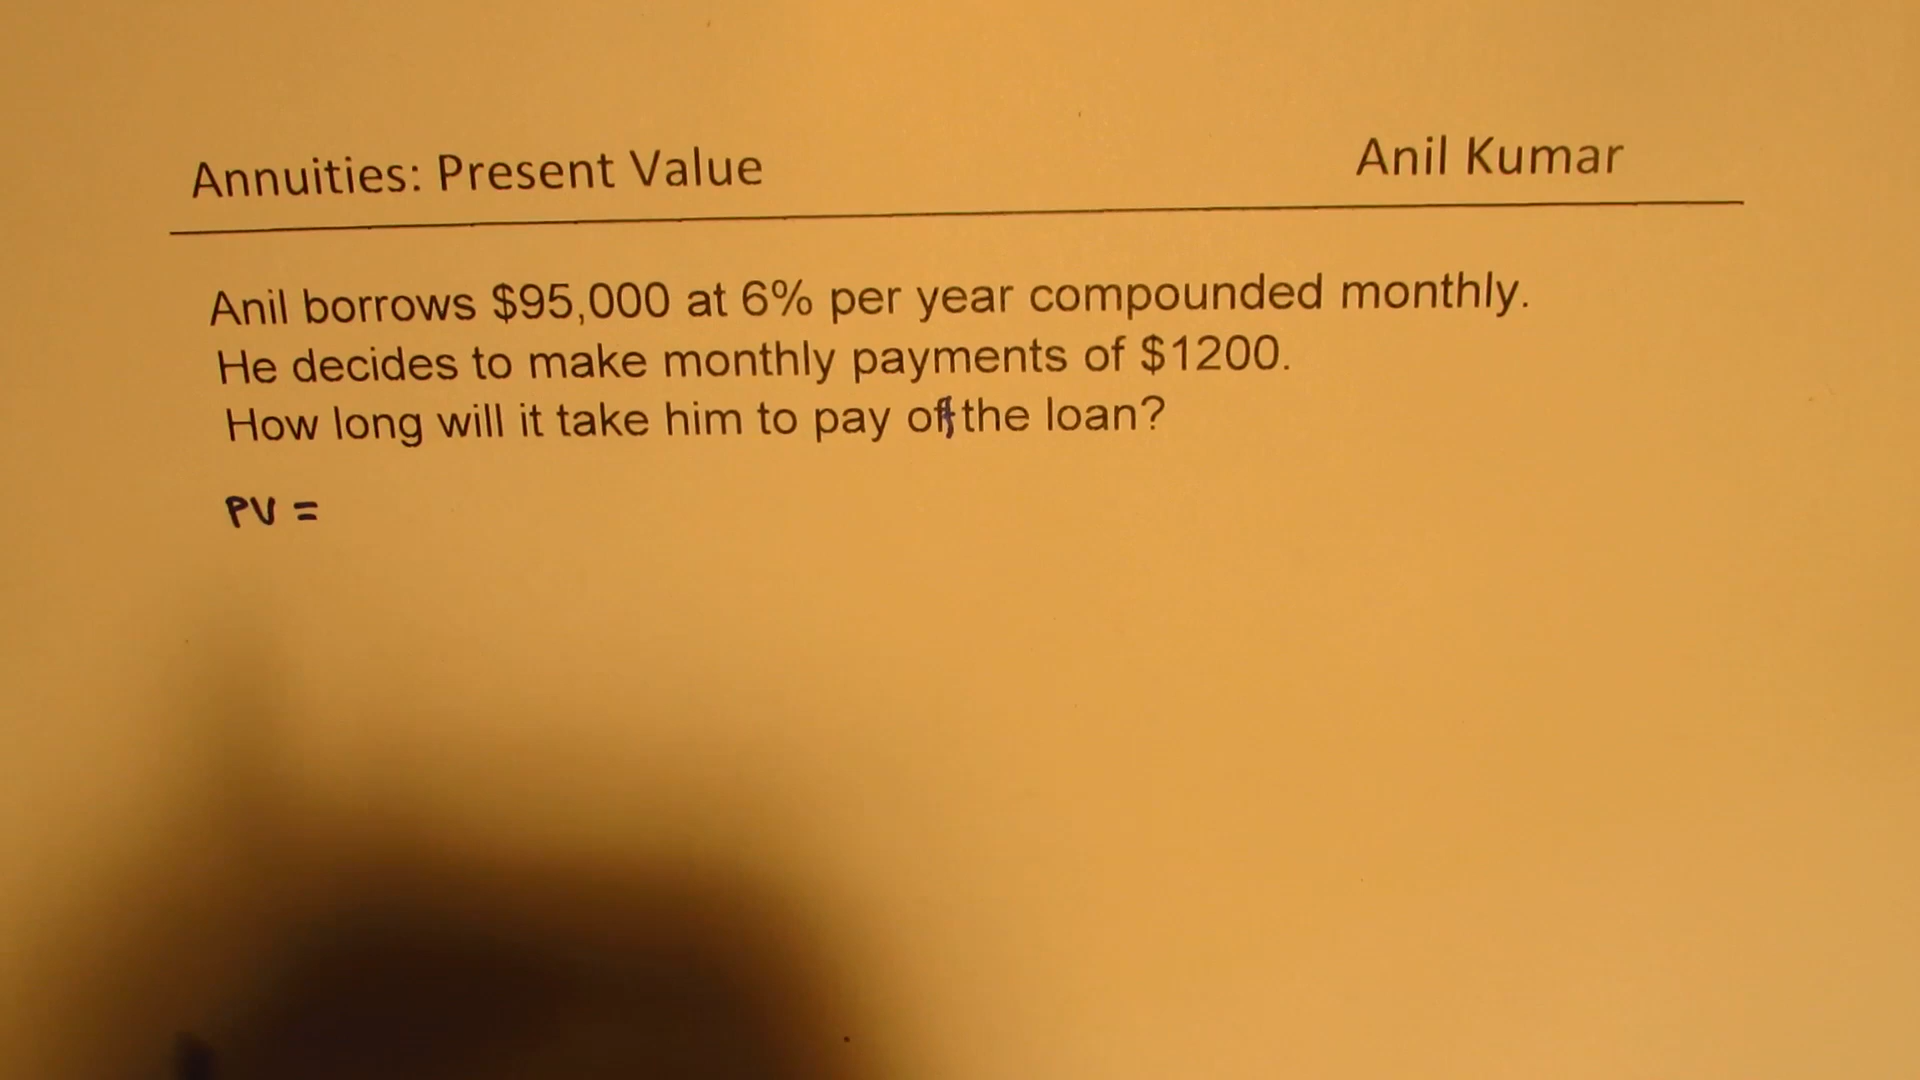 Annuities: Present Value
Anil Kumar
Anil borrows $95,000 at 6% per year compounded monthly.
He decides to make monthly payments of $1200.
How long will it take him to pay off the loan?
PV =